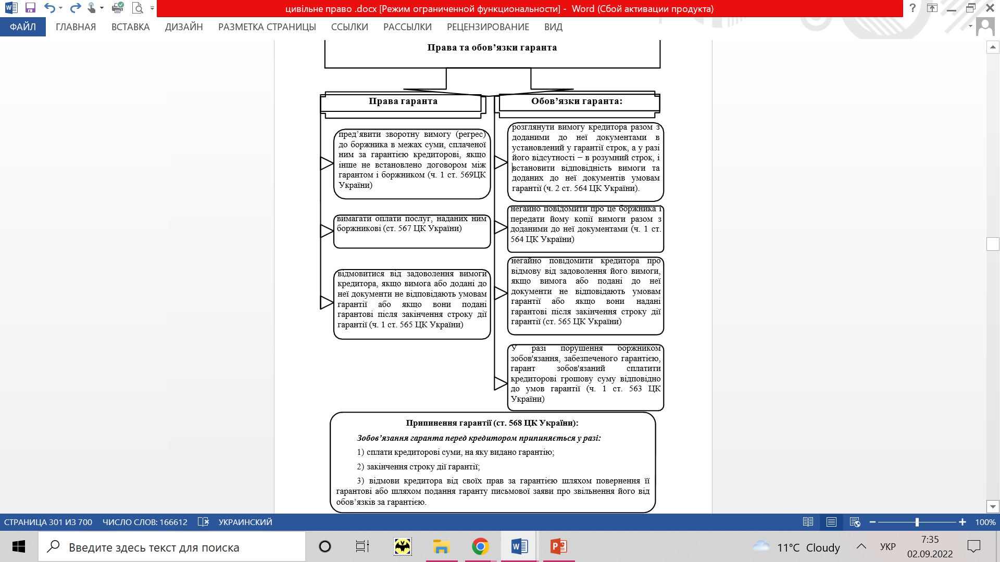 цивільне право .docx [Режим ограниченной функциональности] - Word (Сбой активации продукта)
ФАЙЛ ГЛАВНАЯ ВСТАВКА ДИЗАЙН РАЗМЕТКА СТРАНИЦЫ ССЫЛКИ РАССЫЛКИ РЕЦЕНЗИРОВАНИЕ ВИД
Права та обов’язки гаранта
Права гаранта
пред’явити зворотну вимогу (регрес)
до боржника в межах суми, сплаченої
ним за гарантією кредиторові, якщо
інше не встановлено договором між
гарантом і боржником (ч. 1 ст. 569ЦК
України)
вимагати оплати послуг, наданих ним
боржникові (ст. 567 ЦК України)
відмовитися від задоволення вимоги
кредитора, якщо вимога або додані до
неї документи не відповідають умовам
гарантії або якщо вони подані
гарантові після закінчення строку дії
гарантії (ч. 1 ст. 565 ЦК України)
Обов’язки гаранта:
розглянути вимогу кредитора разом з
доданими до неї документами в
установлений у гарантії строк, а у разі
його відсутності – в розумний строк, і
встановити відповідність вимоги та
доданих до неї документів умовам
гарантії (ч. 2 ст. 564 ЦК України).
негайно повідомити про це боржника і
передати йому копії вимоги разом з
доданими до неї документами (ч. 1 ст.
564 ЦК України)
негайно повідомити кредитора про
відмову від задоволення його вимоги,
якщо вимога або подані до неї
документи не відповідають умовам
гарантії або якщо вони надані
гарантові після закінчення строку дії
гарантії (ст. 565 ЦК України)
У разі порушення боржником
зобов'язання, забезпеченого гарантією,
гарант зобов'язаний сплатити
кредиторові грошову суму відповідно
до умов гарантії (ч. 1 ст. 563 ЦК
України)
Припинення гарантії (ст. 568 ЦК України):
Зобов’язання гаранта перед кредитором припиняється у разі:
1) сплати кредиторові суми, на яку видано гарантію;
2) закінчення строку дії гарантії;
3) відмови кредитора від своїх прав за гарантією шляхом повернення її
гарантові або шляхом подання гаранту письмової заяви про звільнення його від
обов’язків за гарантією.
СТРАНИЦА 301 ИЗ 700 ЧИСЛО СЛОВ: 166612 УКРАИНСКИЙ 100%
Введите здесь текст для поиска
11°C Cloudy УКР 7:35
02.09.2022